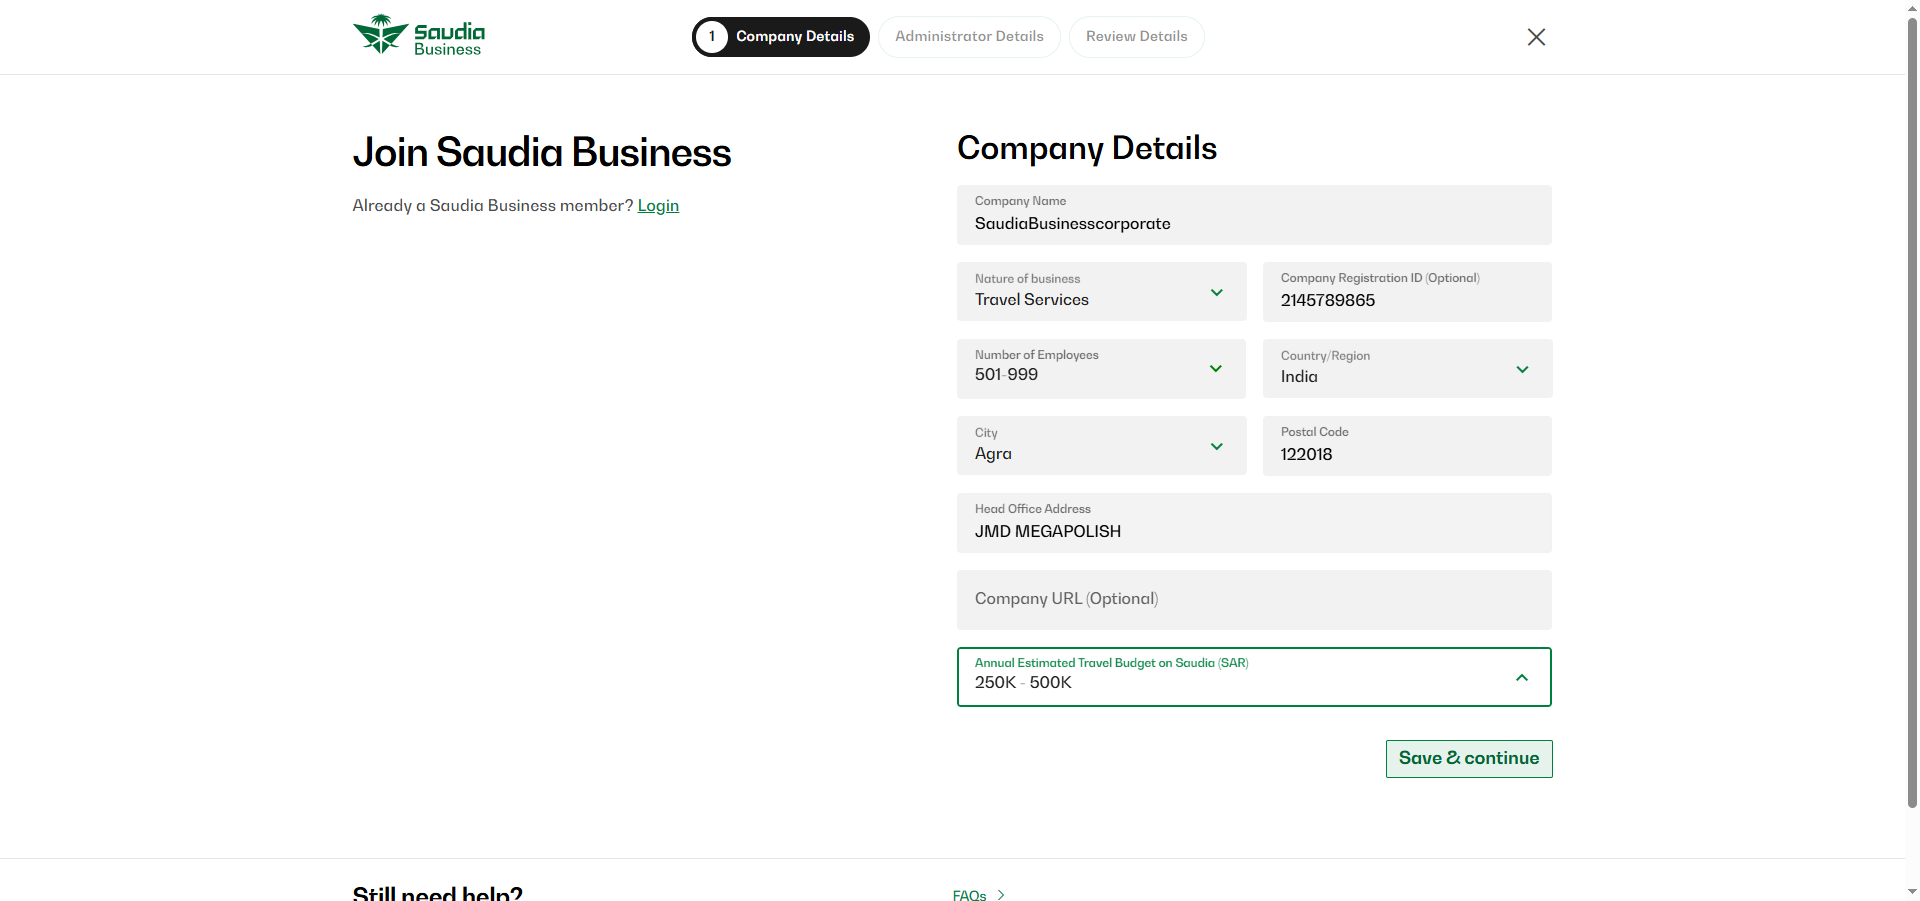 Saudia
Business
1 Company Details
Administrator Details
Review Details
Join Saudia Business
Already a Saudia Business member? Login
Company Details
Company Name
SaudiaBusinesscorporate
Nature of business
Travel Services
Company Registration ID (Optional)
2145789865
Number of Employees
501-999
Country/Region
India
City
Agra
Postal Code
122018
Head Office Address
JMD MEGAPOLISH
Company URL (Optional)
Annual Estimated Travel Budget on Saudia (SAR)
250K - 500K
Save & continue
Still need help?
FAQs